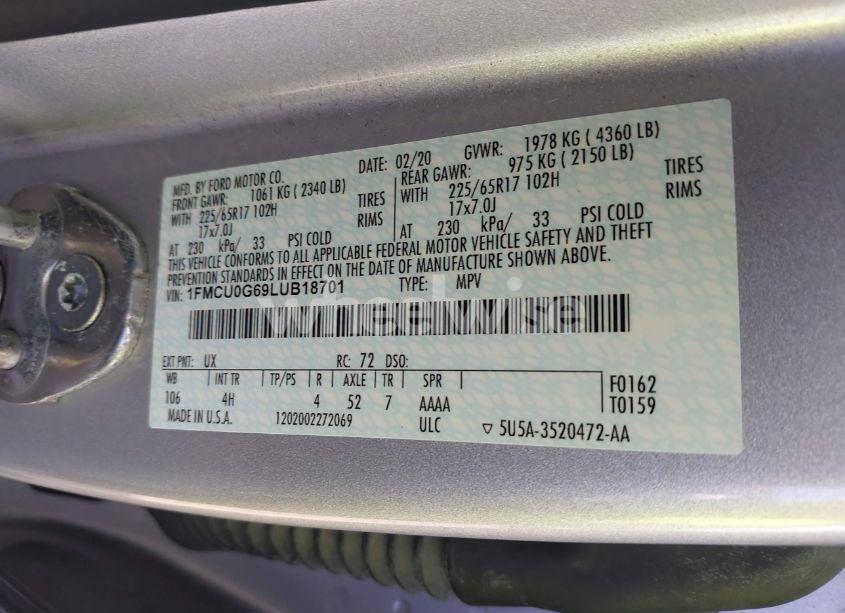 MFD. BY FORD MOTOR CO. DATE: 02/20 GVWR: 1978 KG ( 4360 LB)
FRONT GAWR: 1061 KG ( 2340 LB) REAR GAWR: 975 KG ( 2150 LB)
WITH 225/65R17 102H TIRES WITH 225/65R17 102H TIRES
17x7.0J RIMS 17x7.0J RIMS
AT 230 kPa/ 33 PSI COLD AT 230 kPa/ 33 PSI COLD
THIS VEHICLE CONFORMS TO ALL APPLICABLE FEDERAL MOTOR VEHICLE SAFETY AND THEFT
PREVENTION STANDARDS IN EFFECT ON THE DATE OF MANUFACTURE SHOWN ABOVE.
VIN: 1FMCU0G69LUB18701 TYPE: MPV
wheelwise
EXT PNT: UX RC: 72 DSO:
WB INT TR TP/PS R AXLE TR SPR F0162
106 4H 4 52 7 AAAA T0159
MADE IN U.S.A. 1202002272069 ULC ▽ 5U5A-3520472-AA